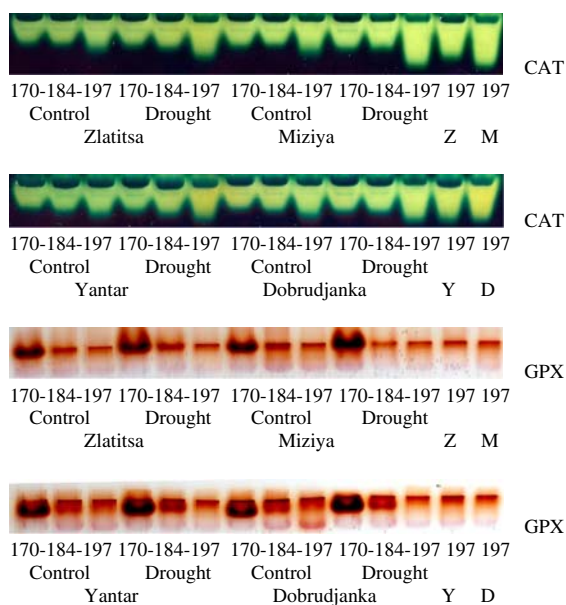 CAT
170-184-197 170-184-197 170-184-197 170-184-197 197 197
Control Drought Control Drought
Zlatitsa Miziya Z M
CAT
170-184-197 170-184-197 170-184-197 170-184-197 197 197
Control Drought Control Drought
Yantar Dobrudjanka Y D
GPX
170-184-197 170-184-197 170-184-197 170-184-197 197 197
Control Drought Control Drought
Zlatitsa Miziya Z M
GPX
170-184-197 170-184-197 170-184-197 170-184-197 197 197
Control Drought Control Drought
Yantar Dobrudjanka Y D